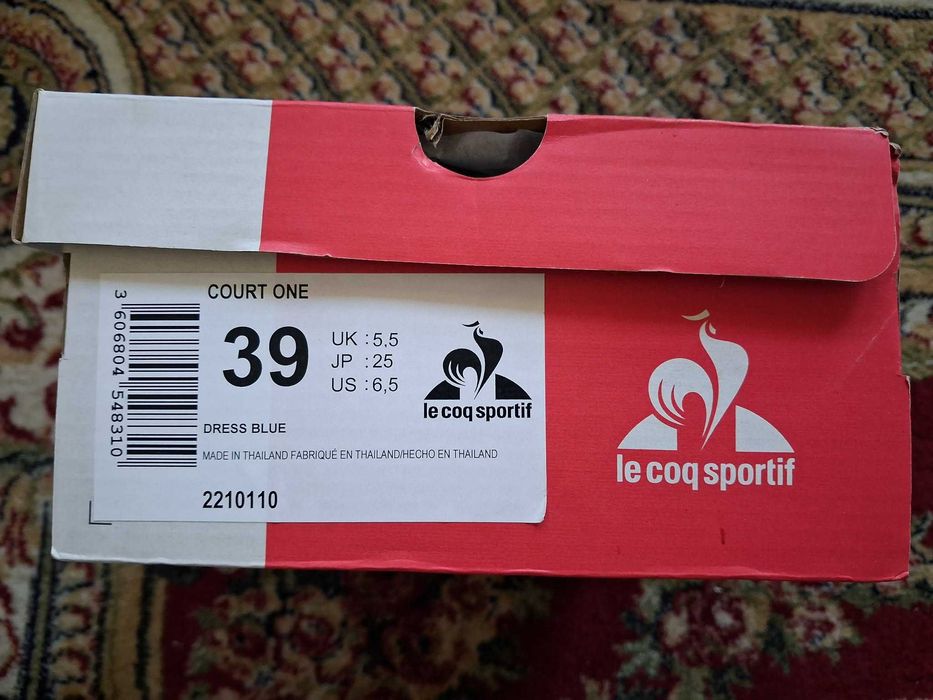 COURT ONE
39
UK : 5,5
JP : 25
US : 6,5
le coq sportif
DRESS BLUE
MADE IN THAILAND FABRIQUÉ EN THAILAND/HECHO EN THAILAND
2210110
3 606804 548310
le coq sportif